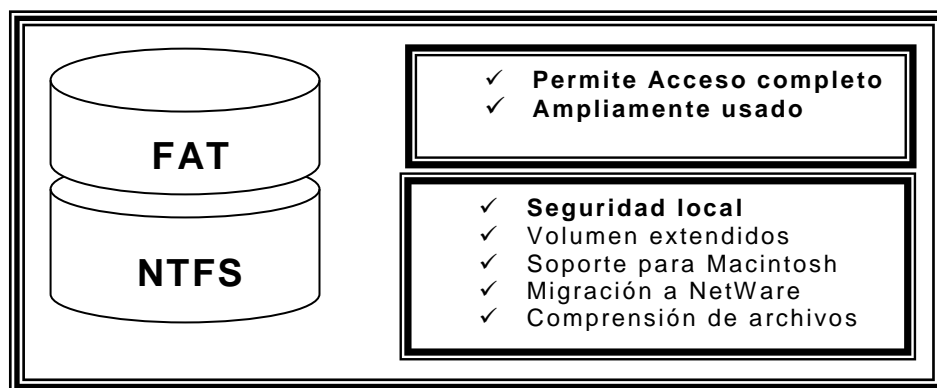 FAT
NTFS
✓ Permite Acceso completo
✓ Ampliamente usado
✓ Seguridad local
✓ Volumen extendidos
✓ Soporte para Macintosh
✓ Migración a NetWare
✓ Comprensión de archivos